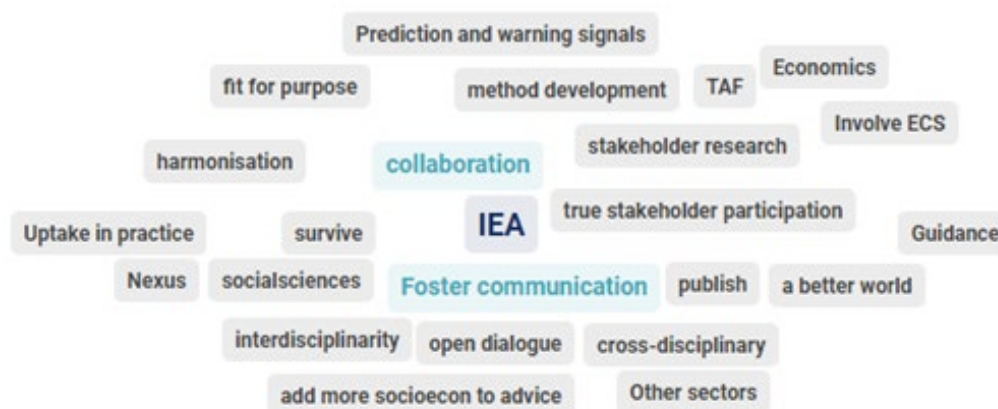 Prediction and warning signals
Economics
fit for purpose
method development
TAF
Involve ECS
stakeholder research
harmonisation
collaboration
true stakeholder participation
IEA
Uptake in practice
survive
Guidance
Nexus
socialsciences
Foster communication
publish
a better world
interdisciplinarity
open dialogue
cross-disciplinary
add more socioecon to advice
Other sectors